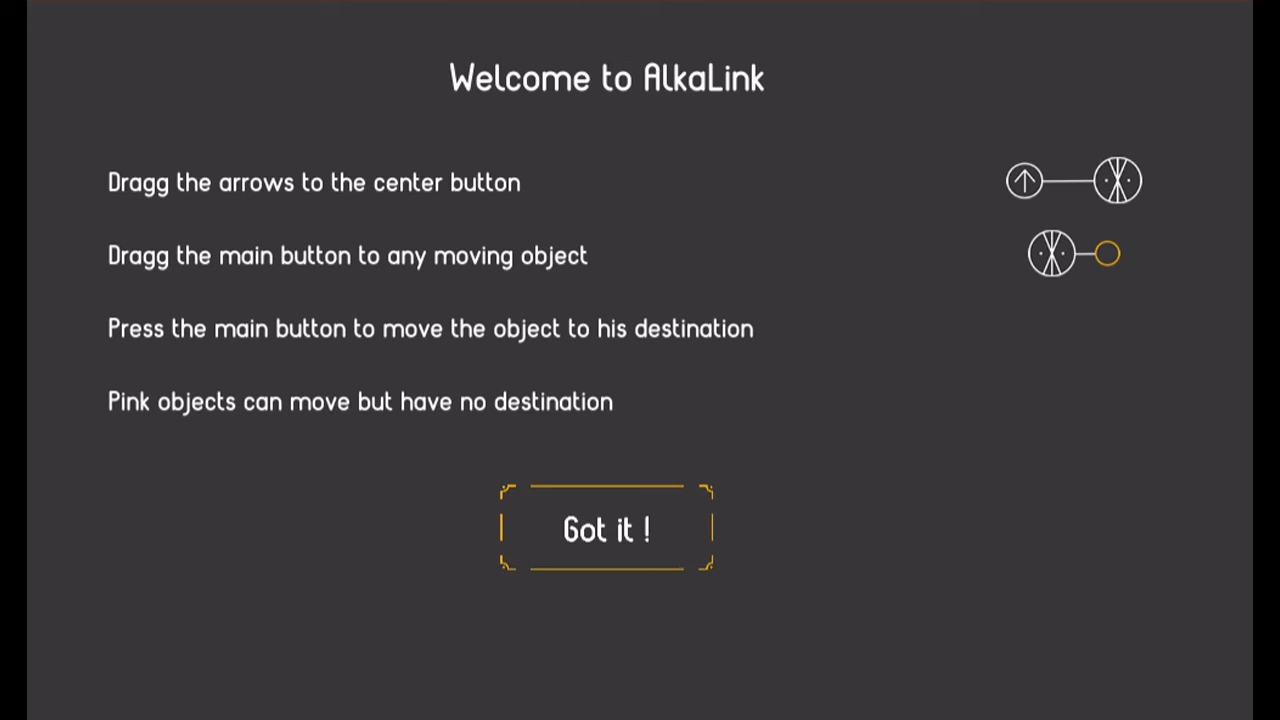 Welcome to AlkaLink
Dragg the arrows to the center button
Dragg the main button to any moving object
Press the main button to move the object to his destination
Pink objects can move but have no destination
Got it !